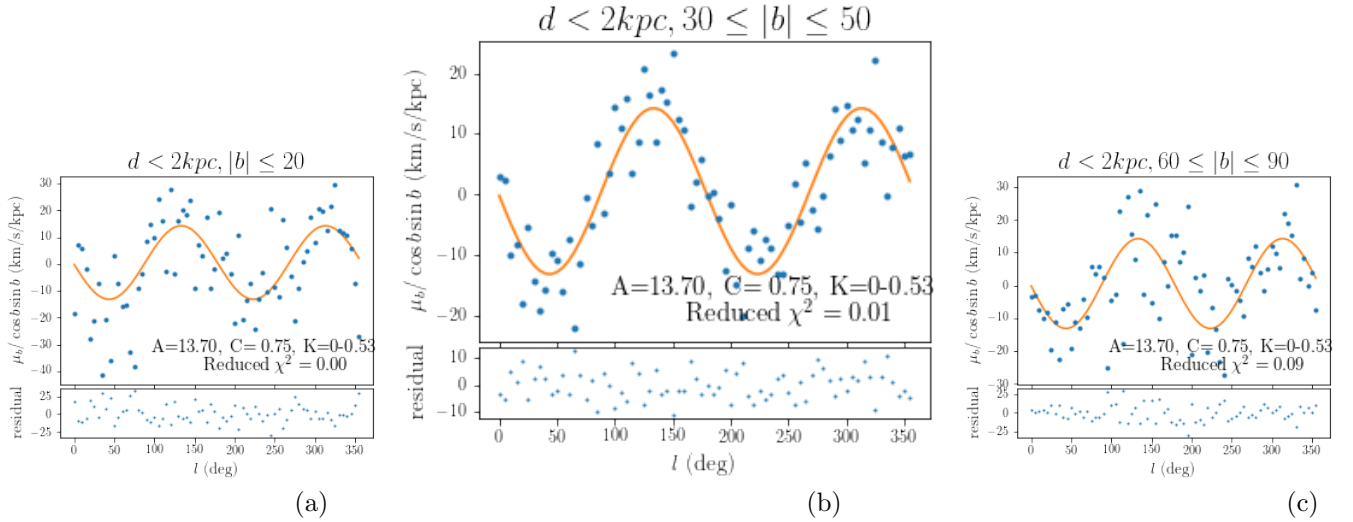 d < 2kpc, |b| ≤ 20
μ_b / cos b sin b (km/s/kpc)
30
20
10
0
−10
−20
−30
−40
A=13.70, C= 0.75, K=0-0.53
Reduced χ² = 0.00
residual
25
0
−25
0 50 100 150 200 250 300 350
l (deg)
(a)
d < 2kpc, 30 ≤ |b| ≤ 50
μ_b / cos b sin b (km/s/kpc)
20
10
0
−10
−20
A=13.70, C= 0.75, K=0-0.53
Reduced χ² = 0.01
residual
10
0
−10
0 50 100 150 200 250 300 350
l (deg)
(b)
d < 2kpc, 60 ≤ |b| ≤ 90
μ_b / cos b sin b (km/s/kpc)
30
20
10
0
−10
−20
−30
A=13.70, C= 0.75, K=0-0.53
Reduced χ² = 0.09
residual
25
0
−25
0 50 100 150 200 250 300 350
l (deg)
(c)